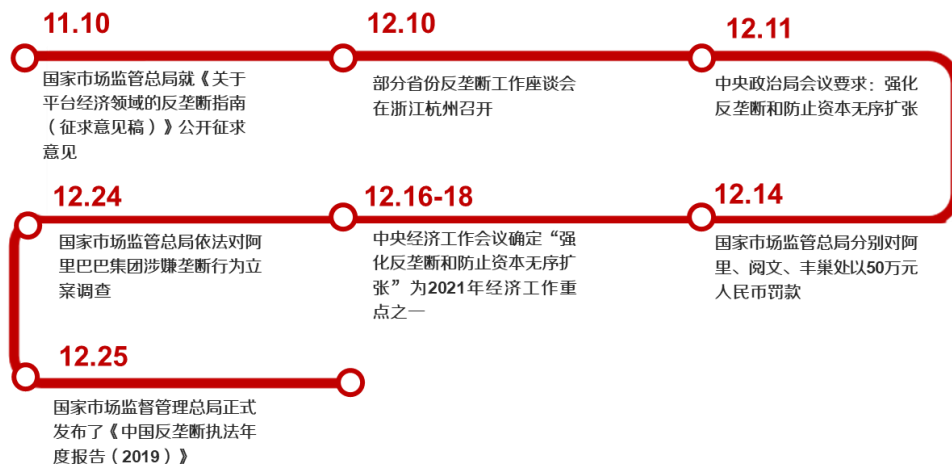 11.10
国家市场监管总局就《关于
平台经济领域的反垄断指南
（征求意见稿）》公开征求
意见
12.10
部分省份反垄断工作座谈会
在浙江杭州召开
12.11
中央政治局会议要求：强化
反垄断和防止资本无序扩张
12.14
国家市场监管总局分别对阿
里、阅文、丰巢处以50万元
人民币罚款
12.16-18
中央经济工作会议确定“强
化反垄断和防止资本无序扩
张”为2021年经济工作重
点之一
12.24
国家市场监管总局依法对阿
里巴巴集团涉嫌垄断行为立
案调查
12.25
国家市场监督管理总局正式
发布了《中国反垄断执法年
度报告（2019）》